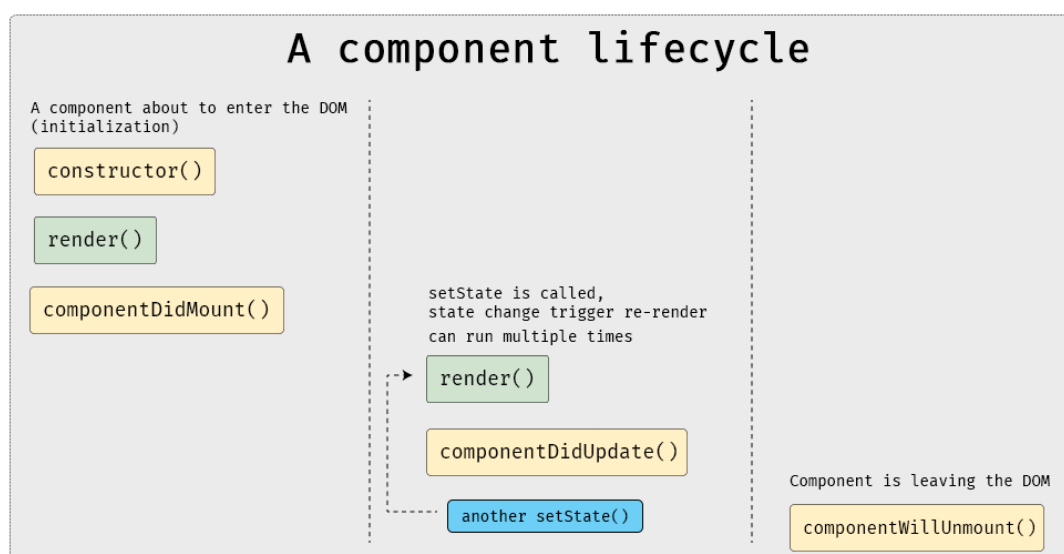 A component lifecycle
A component about to enter the DOM
(initialization)
constructor()
render()
componentDidMount()
setState is called,
state change trigger re-render
can run multiple times
render()
componentDidUpdate()
another setState()
Component is leaving the DOM
componentWillUnmount()